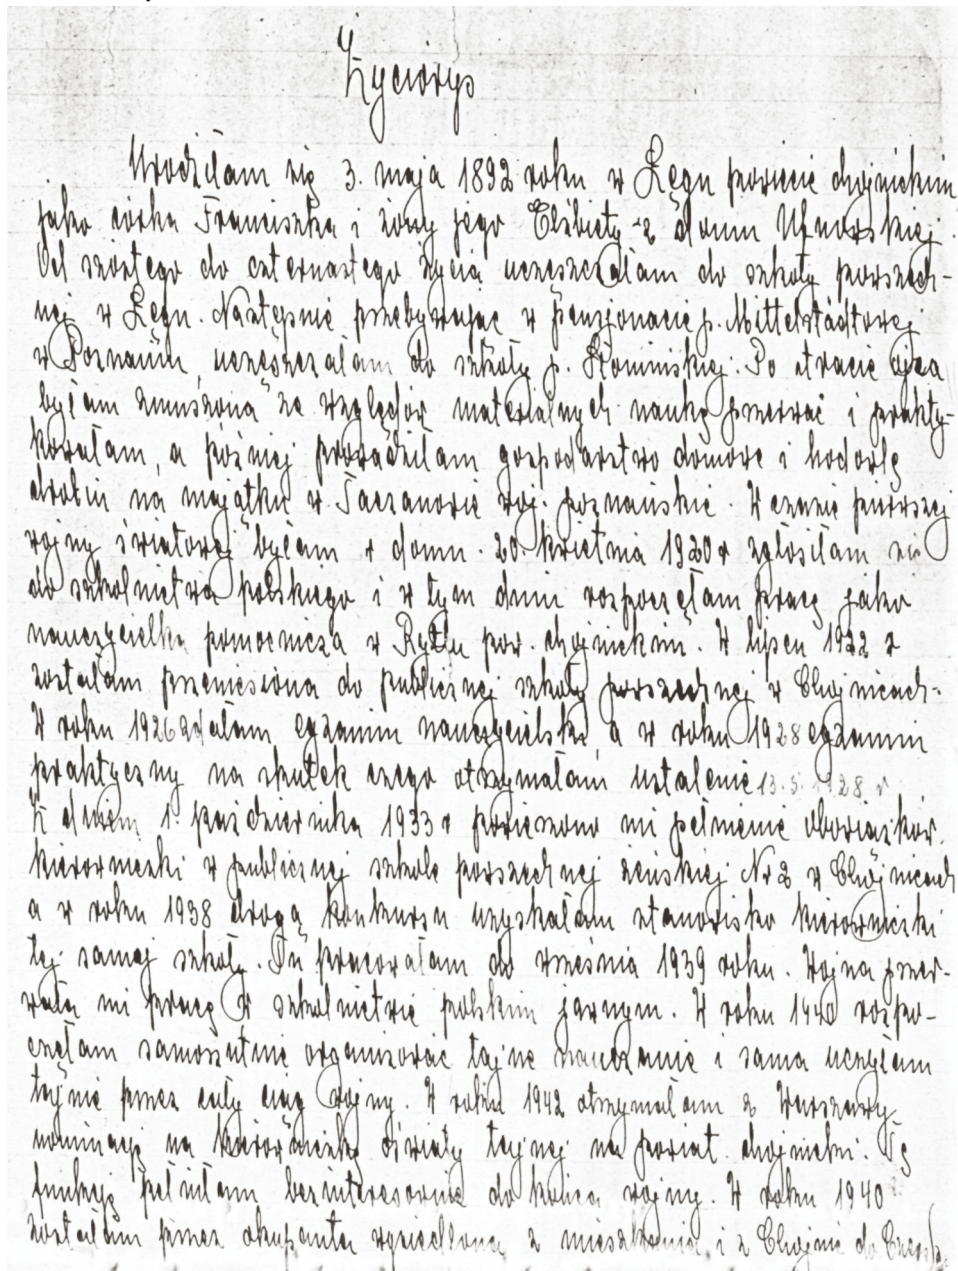 Życiorys
Urodziłam się 3. maja 1892 roku w Łęgu powiecie chojnickim
jako córka Franciszka i żony jego Elżbiety z domu
Od szóstego do czternastego życia uczęszczałam do szkoły powszech-
nej w Łęgu. Następnie przebywając w pensjonacie p. Mittelstädtowej
w Poznaniu, uczęszczałam do szkoły p. Słomińskiej. Po stracie ojca
byłam zmuszona ze względów materialnych naukę przerwać i prakty-
kowałam, a później prowadziłam gospodarstwo domowe i hodowlę
drobiu na majątku w Taczanowie woj. poznańskie. W czasie pierwszej
wojny światowej byłam w domu. 20 kwietnia 1920 r zgłosiłam się
do szkolnictwa polskiego i w tym dniu rozpoczęłam pracę jako
nauczycielka pomocnicza w Rytlu pow. chojnickim. W lipcu 1922 r
zostałam przeniesiona do publicznej szkoły powszechnej w Chojnicach.
W roku 1926 zdałam egzamin nauczycielski, a w roku 1928 egzamin
praktyczny na skutek czego otrzymałam ustalenie 13.5.1928 r
Z dniem 1. października 1933 r powierzono mi pełnienie obowiązków
kierowniczki w publicznej szkole powszechnej żeńskiej Nr 2 w Chojnicach
a w roku 1938 drogą konkursu uzyskałam stanowisko kierowniczki
tej samej szkoły. Tu pracowałam do września 1939 roku. Wojna przer-
wała mi pracę w szkolnictwie polskim jawnym. W roku 1940 rozpo-
częłam samorzutnie organizować tajne nauczanie i sama uczyłam
tajnie przez cały ciąg wojny. W roku 1942 otrzymałam z Warszawy
nominację na kierowniczkę oświaty tajnej na powiat chojnicki. Tę
funkcję pełniłam bezinteresownie do końca wojny. W roku 1940
zostałam przez okupanta wysiedlona z mieszkania i z Chojnic do